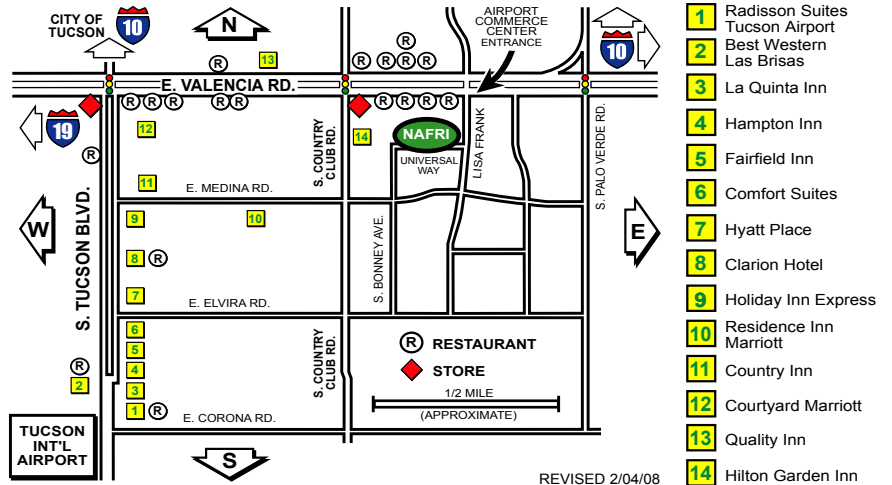 CITY OF
TUCSON
10
N
AIRPORT
COMMERCE
CENTER
ENTRANCE
10
R
13
R
R R R R
E. VALENCIA RD.
R R R
R R
R R R R
19
12
14
NAFRI
R
S. COUNTRY
CLUB RD.
UNIVERSAL
WAY
LISA FRANK
S. PALO VERDE RD.
11
E. MEDINA RD.
W
S. TUCSON BLVD.
9
10
E
8 R
S. BONNEY AVE.
7
E. ELVIRA RD.
6
5
4
3
1 R
S. COUNTRY
CLUB RD.
R RESTAURANT
STORE
1/2 MILE
(APPROXIMATE)
R
2
E. CORONA RD.
TUCSON
INT'L
AIRPORT
S
REVISED 2/04/08
1 Radisson Suites
Tucson Airport
2 Best Western
Las Brisas
3 La Quinta Inn
4 Hampton Inn
5 Fairfield Inn
6 Comfort Suites
7 Hyatt Place
8 Clarion Hotel
9 Holiday Inn Express
10 Residence Inn
Marriott
11 Country Inn
12 Courtyard Marriott
13 Quality Inn
14 Hilton Garden Inn